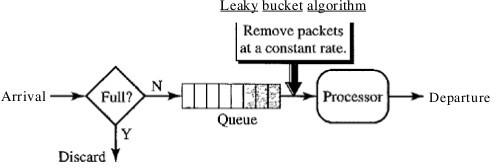 Leaky bucket algorithm
Remove packets
at a constant rate.
Arrival
Full?
N
Y
Discard
Queue
Processor
Departure